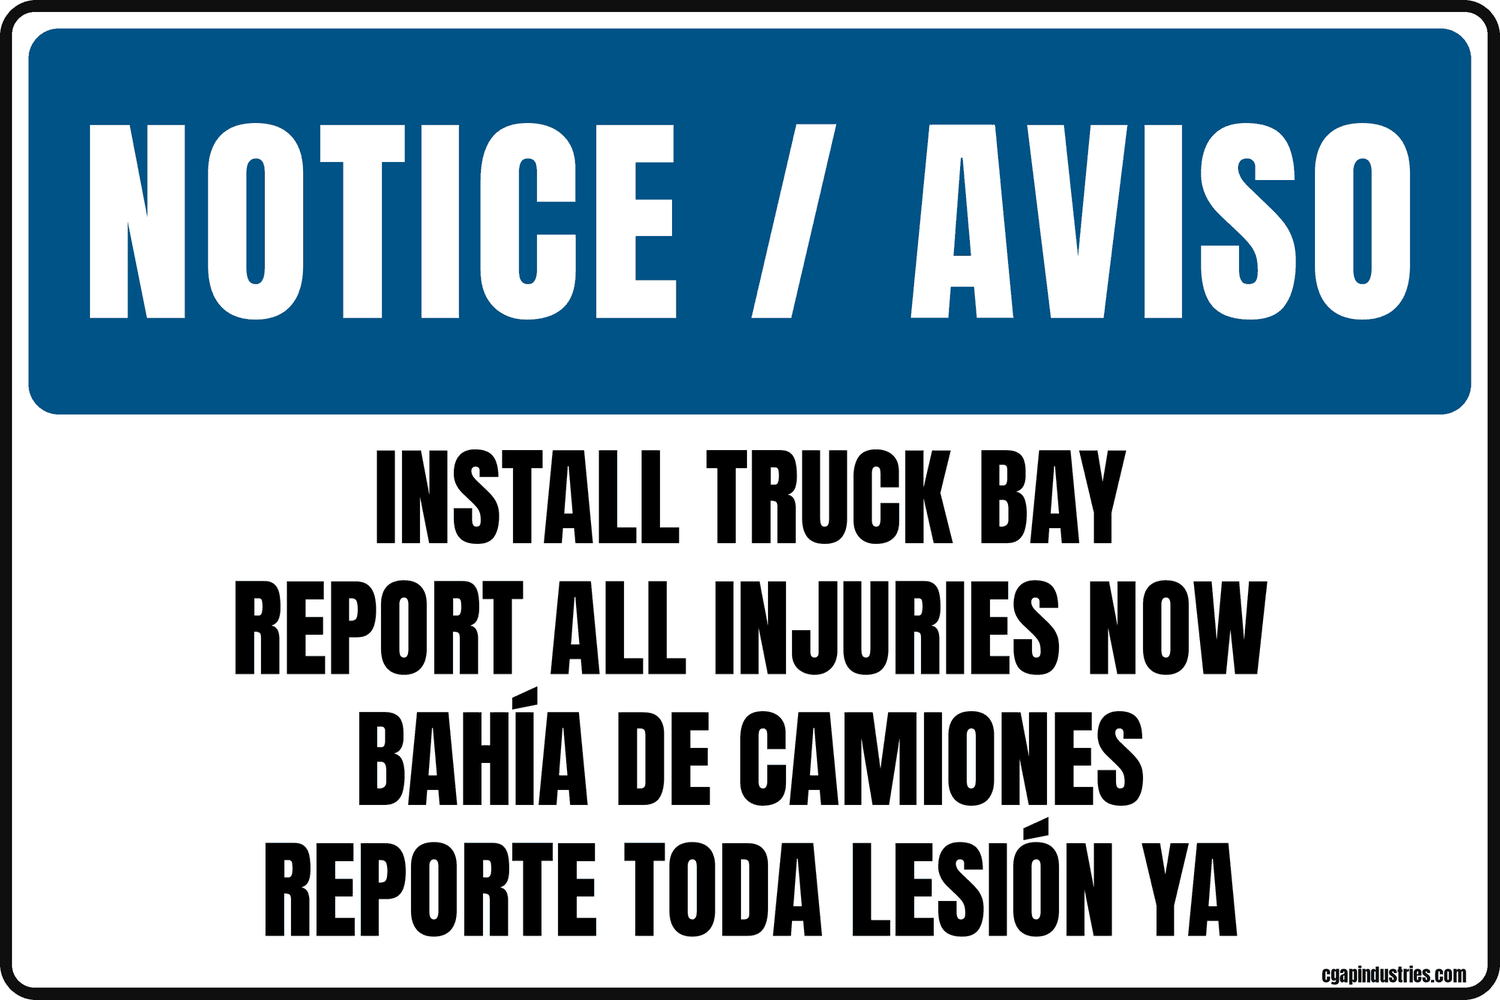 NOTICE / AVISO
INSTALL TRUCK BAY
REPORT ALL INJURIES NOW
BAHÍA DE CAMIONES
REPORTE TODA LESIÓN YA
cgapindustries.com